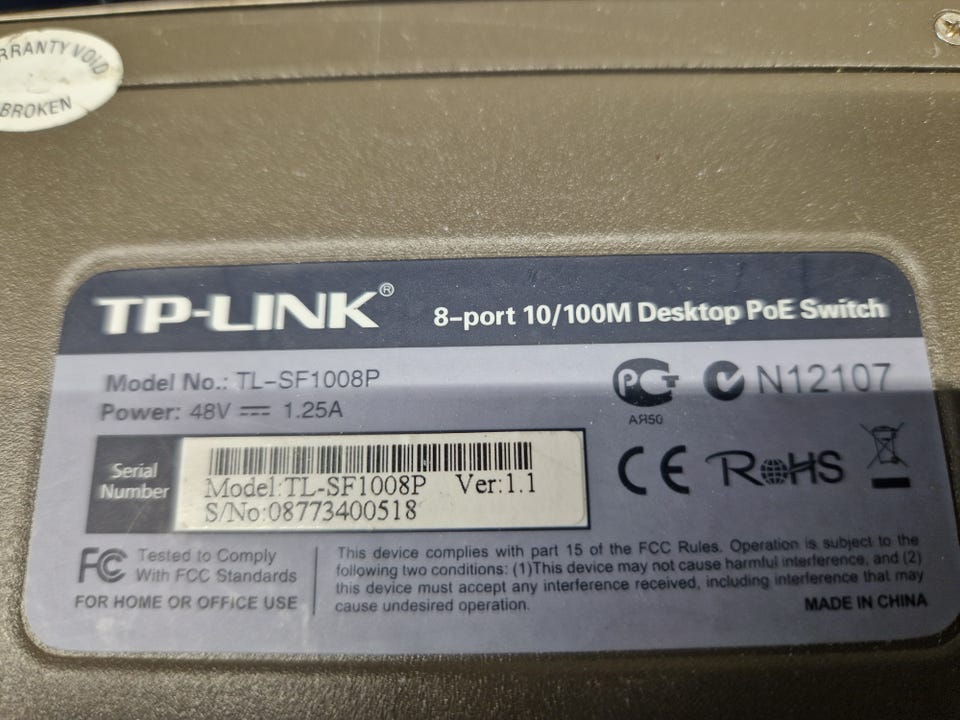 RRANTY VOID
BROKEN
TP-LINK®
8-port 10/100M Desktop PoE Switch
Model No.: TL-SF1008P
Power: 48V ⎓ 1.25A
PCT
АЯ50
N12107
Serial
Number
Model:TL-SF1008P Ver:1.1
S/No:08773400518
CE
RoHS
FC
Tested to Comply
With FCC Standards
FOR HOME OR OFFICE USE
This device complies with part 15 of the FCC Rules. Operation is subject to the
following two conditions: (1)This device may not cause harmful interference, and (2)
this device must accept any interference received, including interference that may
cause undesired operation.
MADE IN CHINA